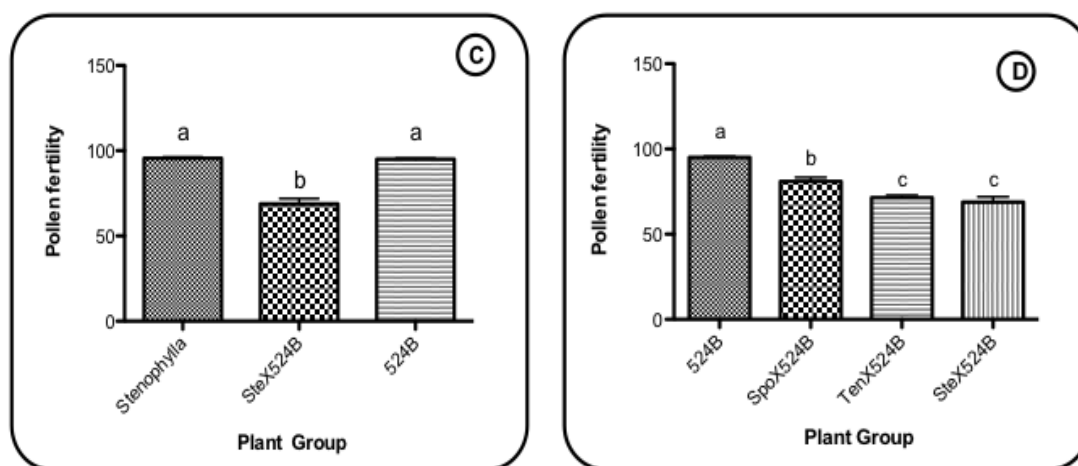 C
150
100
50
0
Pollen fertility
a
b
a
Stenophylla
SteX524B
524B
Plant Group
D
150
100
50
0
Pollen fertility
a
b
c
c
524B
SpoX524B
TenX524B
SteX524B
Plant Group